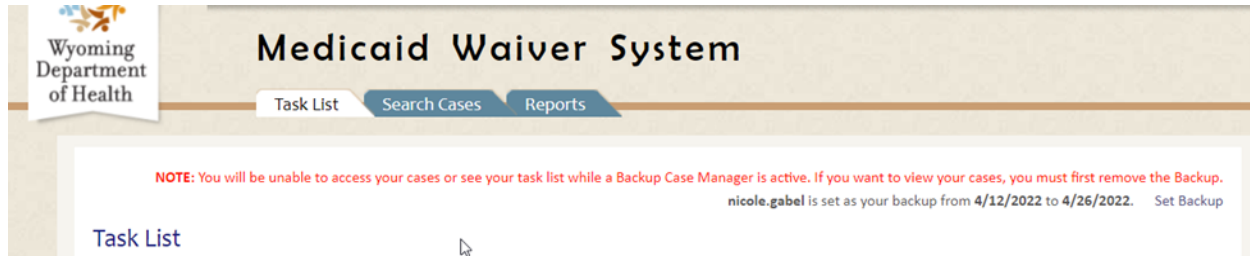 Wyoming
Department
of Health
Medicaid Waiver System
Task List
Search Cases
Reports
NOTE: You will be unable to access your cases or see your task list while a Backup Case Manager is active. If you want to view your cases, you must first remove the Backup.
nicole.gabel is set as your backup from 4/12/2022 to 4/26/2022. Set Backup
Task List